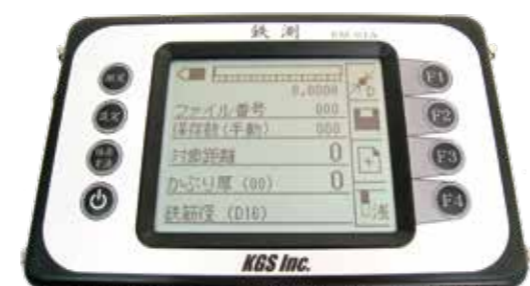 鉄測
F1
0.0000
D
ファイル番号 000
F2
保存数(手動) 000
対象距離 0
F3
かぶり厚 (00) 0
鉄筋径 (D16)
浅
F4
KGS Inc.